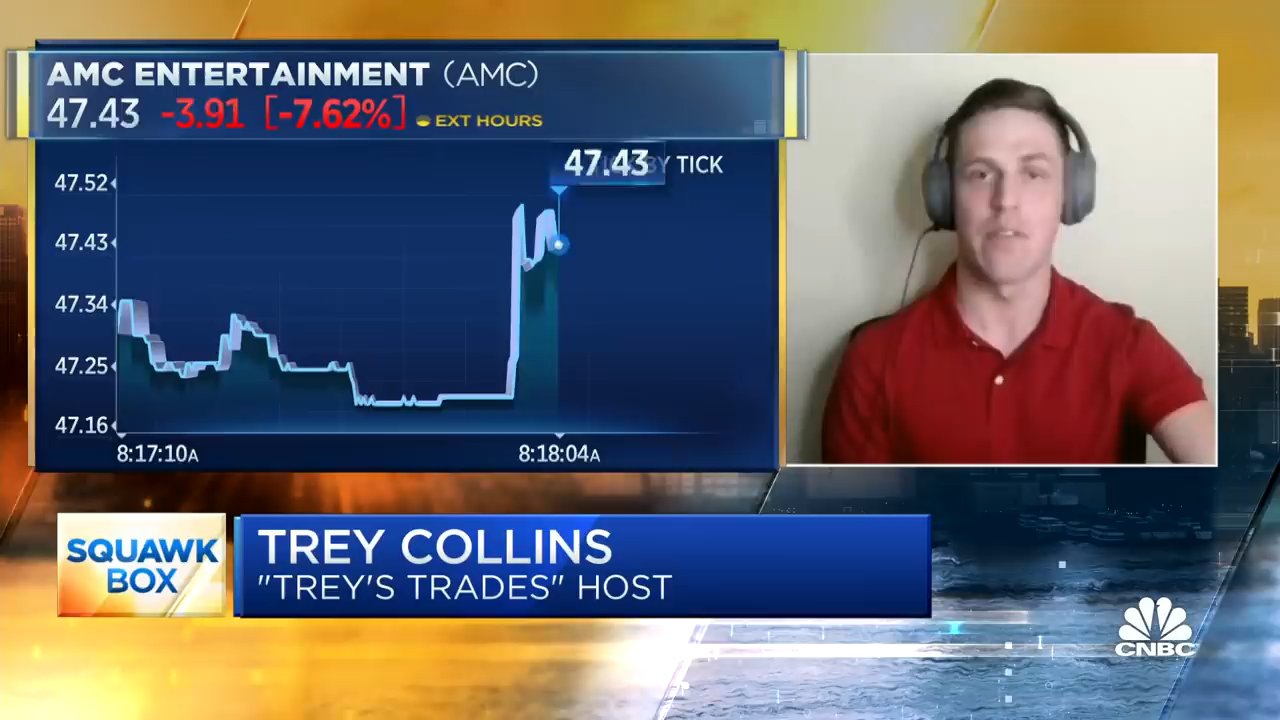 AMC ENTERTAINMENT (AMC)
47.43 -3.91 [-7.62%] EXT HOURS
47.43 BY TICK
47.52
47.43
47.34
47.25
47.16
8:17:10A 8:18:04A
SQUAWK
BOX
TREY COLLINS
"TREY'S TRADES" HOST
CNBC